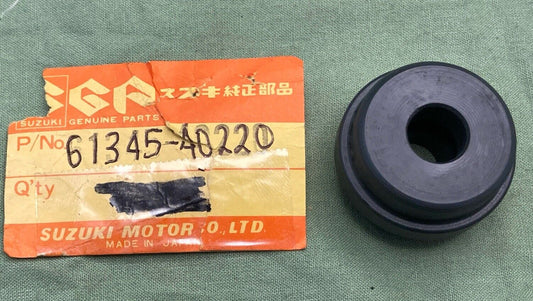 SGP スズキ純正部品
SUZUKI GENUINE PARTS
P/No. 61345-40220
Q'ty
SUZUKI MOTOR CO., LTD.
MADE IN JAPAN